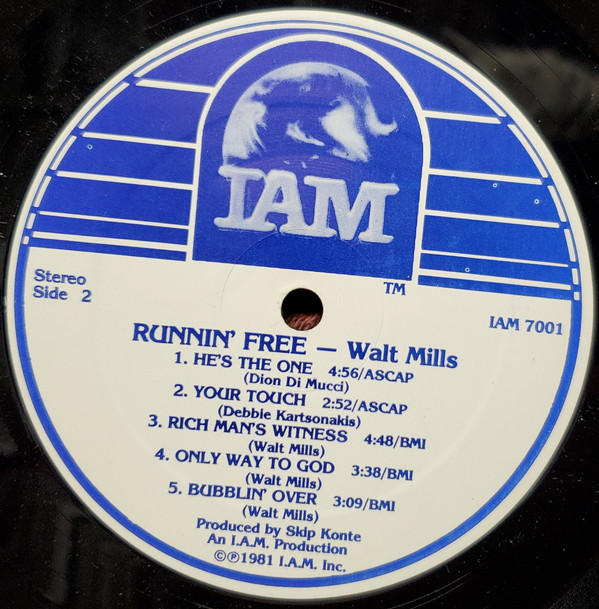 IAM
TM
Stereo
Side 2
IAM 7001
RUNNIN' FREE — Walt Mills
1. HE'S THE ONE 4:56/ASCAP
(Dion Di Mucci)
2. YOUR TOUCH 2:52/ASCAP
(Debbie Kartsonakis)
3. RICH MAN'S WITNESS 4:48/BMI
(Walt Mills)
4. ONLY WAY TO GOD 3:38/BMI
(Walt Mills)
5. BUBBLIN' OVER 3:09/BMI
(Walt Mills)
Produced by Skip Konte
An I.A.M. Production
©℗1981 I.A.M. Inc.